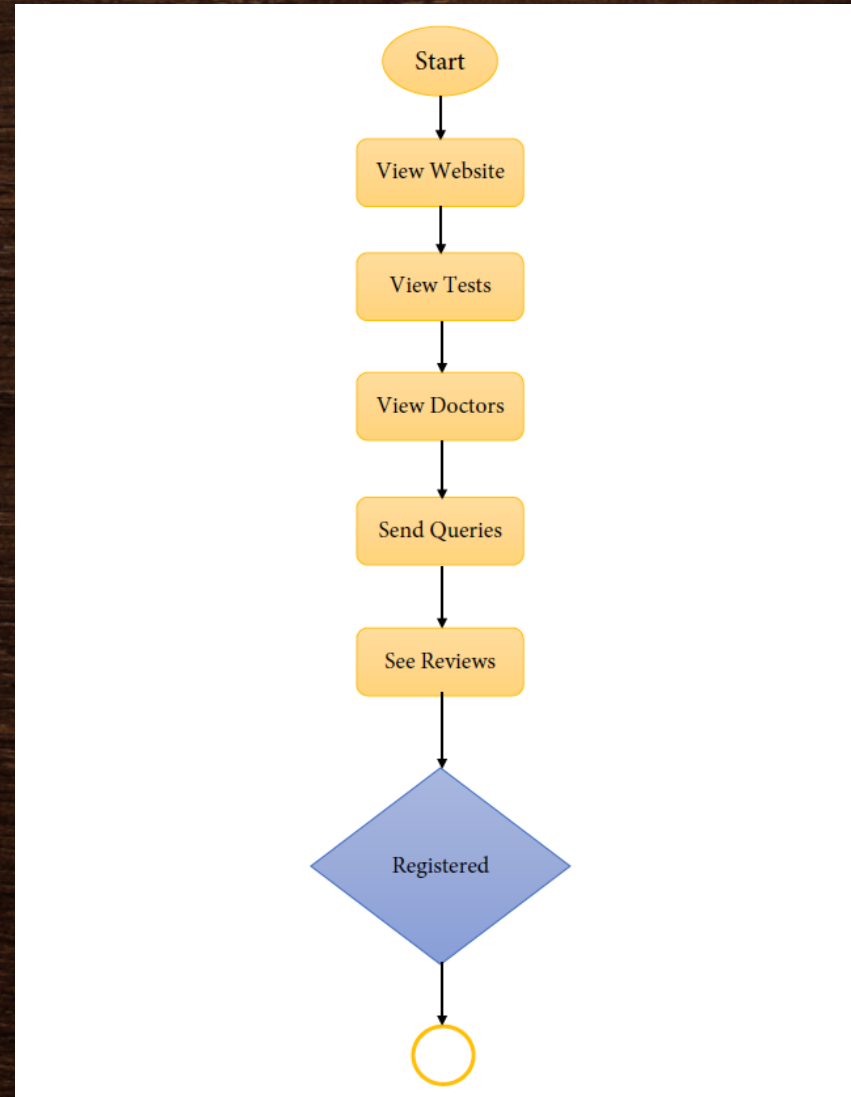 Start
View Website
View Tests
View Doctors
Send Queries
See Reviews
Registered